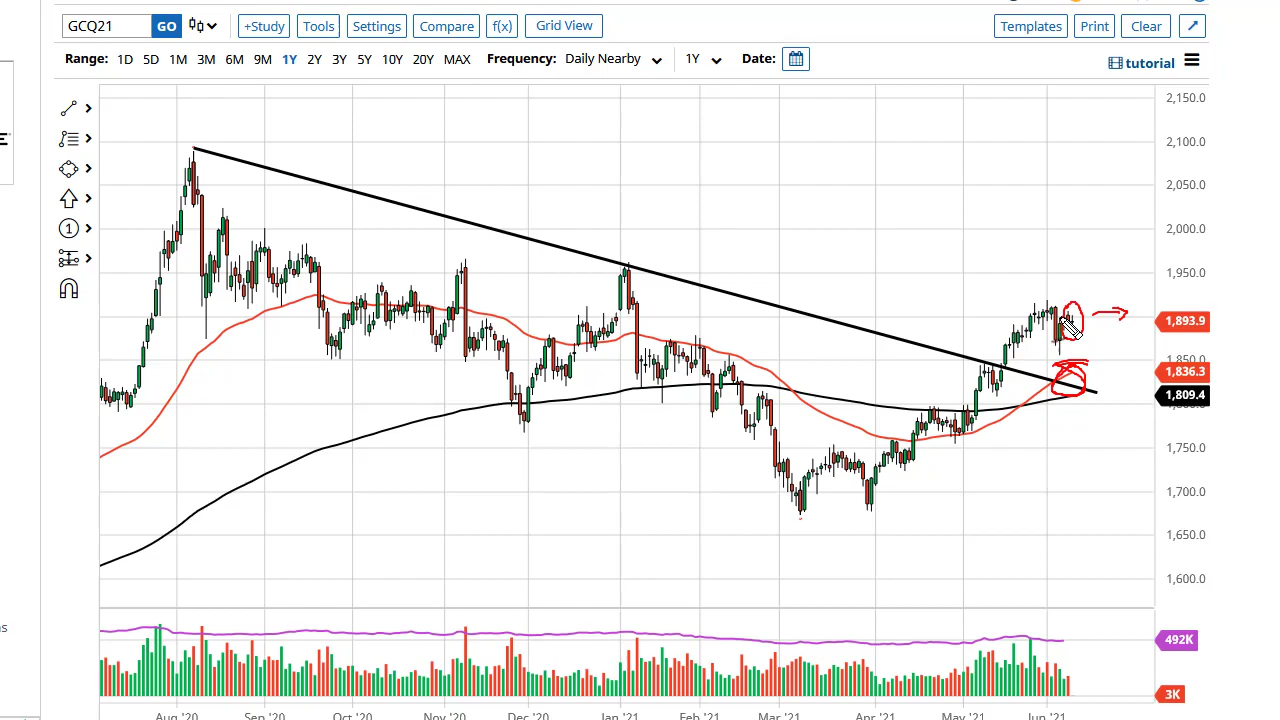 GCQ21 GO +Study Tools Settings Compare f(x) Grid View Templates Print Clear
Range: 1D 5D 1M 3M 6M 9M 1Y 2Y 3Y 5Y 10Y 20Y MAX Frequency: Daily Nearby 1Y Date: tutorial
1
2,150.0
2,100.0
2,050.0
2,000.0
1,950.0
1,893.9
1,850.0
1,836.3
1,809.4
1,750.0
1,700.0
1,650.0
1,600.0
492K
3K
Aug '20 Sep '20 Oct '20 Nov '20 Dec '20 Jan '21 Feb '21 Mar '21 Apr '21 May '21 Jun '21